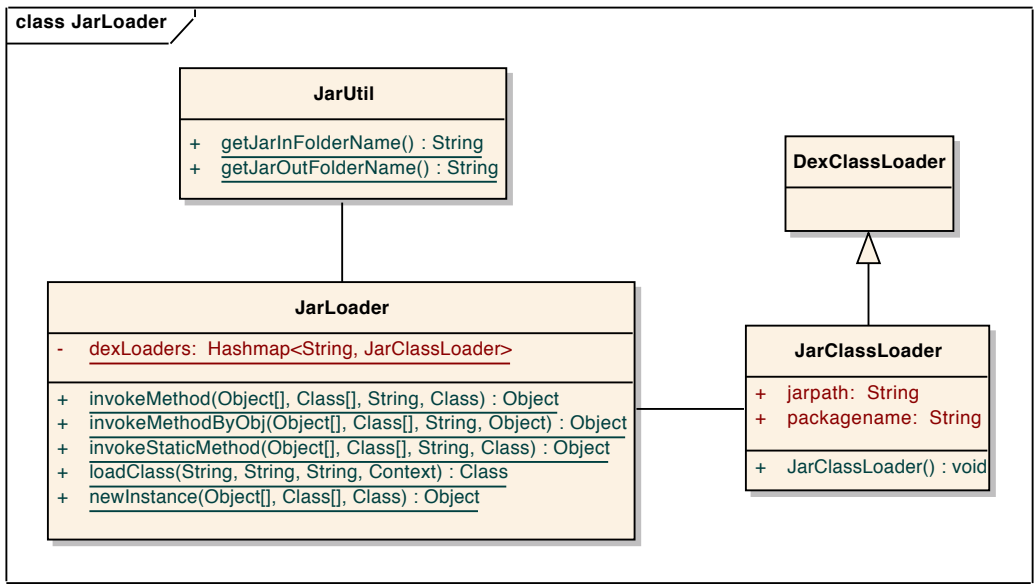 class JarLoader
JarUtil
+ getJarInFolderName() : String
+ getJarOutFolderName() : String
DexClassLoader
JarLoader
- dexLoaders: Hashmap<String, JarClassLoader>
+ invokeMethod(Object[], Class[], String, Class) : Object
+ invokeMethodByObj(Object[], Class[], String, Object) : Object
+ invokeStaticMethod(Object[], Class[], String, Class) : Object
+ loadClass(String, String, String, Context) : Class
+ newInstance(Object[], Class[], Class) : Object
JarClassLoader
+ jarpath: String
+ packagename: String
+ JarClassLoader() : void